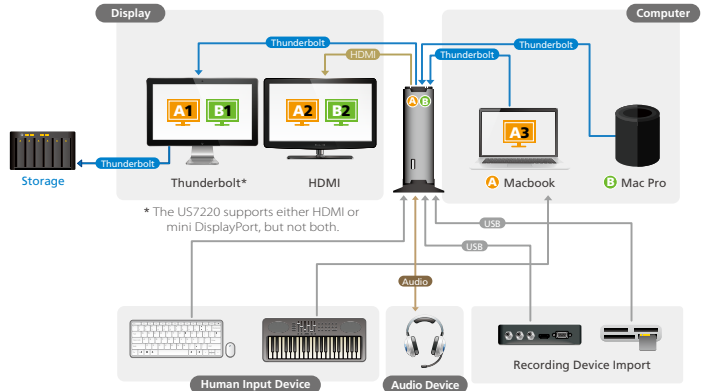 Display
Computer
Thunderbolt
HDMI
Thunderbolt
Thunderbolt
A1
B1
A2
B2
A
B
A3
Thunderbolt
Storage
Thunderbolt*
HDMI
A Macbook
B Mac Pro
* The US7220 supports either HDMI or
mini DisplayPort, but not both.
USB
USB
Audio
Recording Device Import
Human Input Device
Audio Device